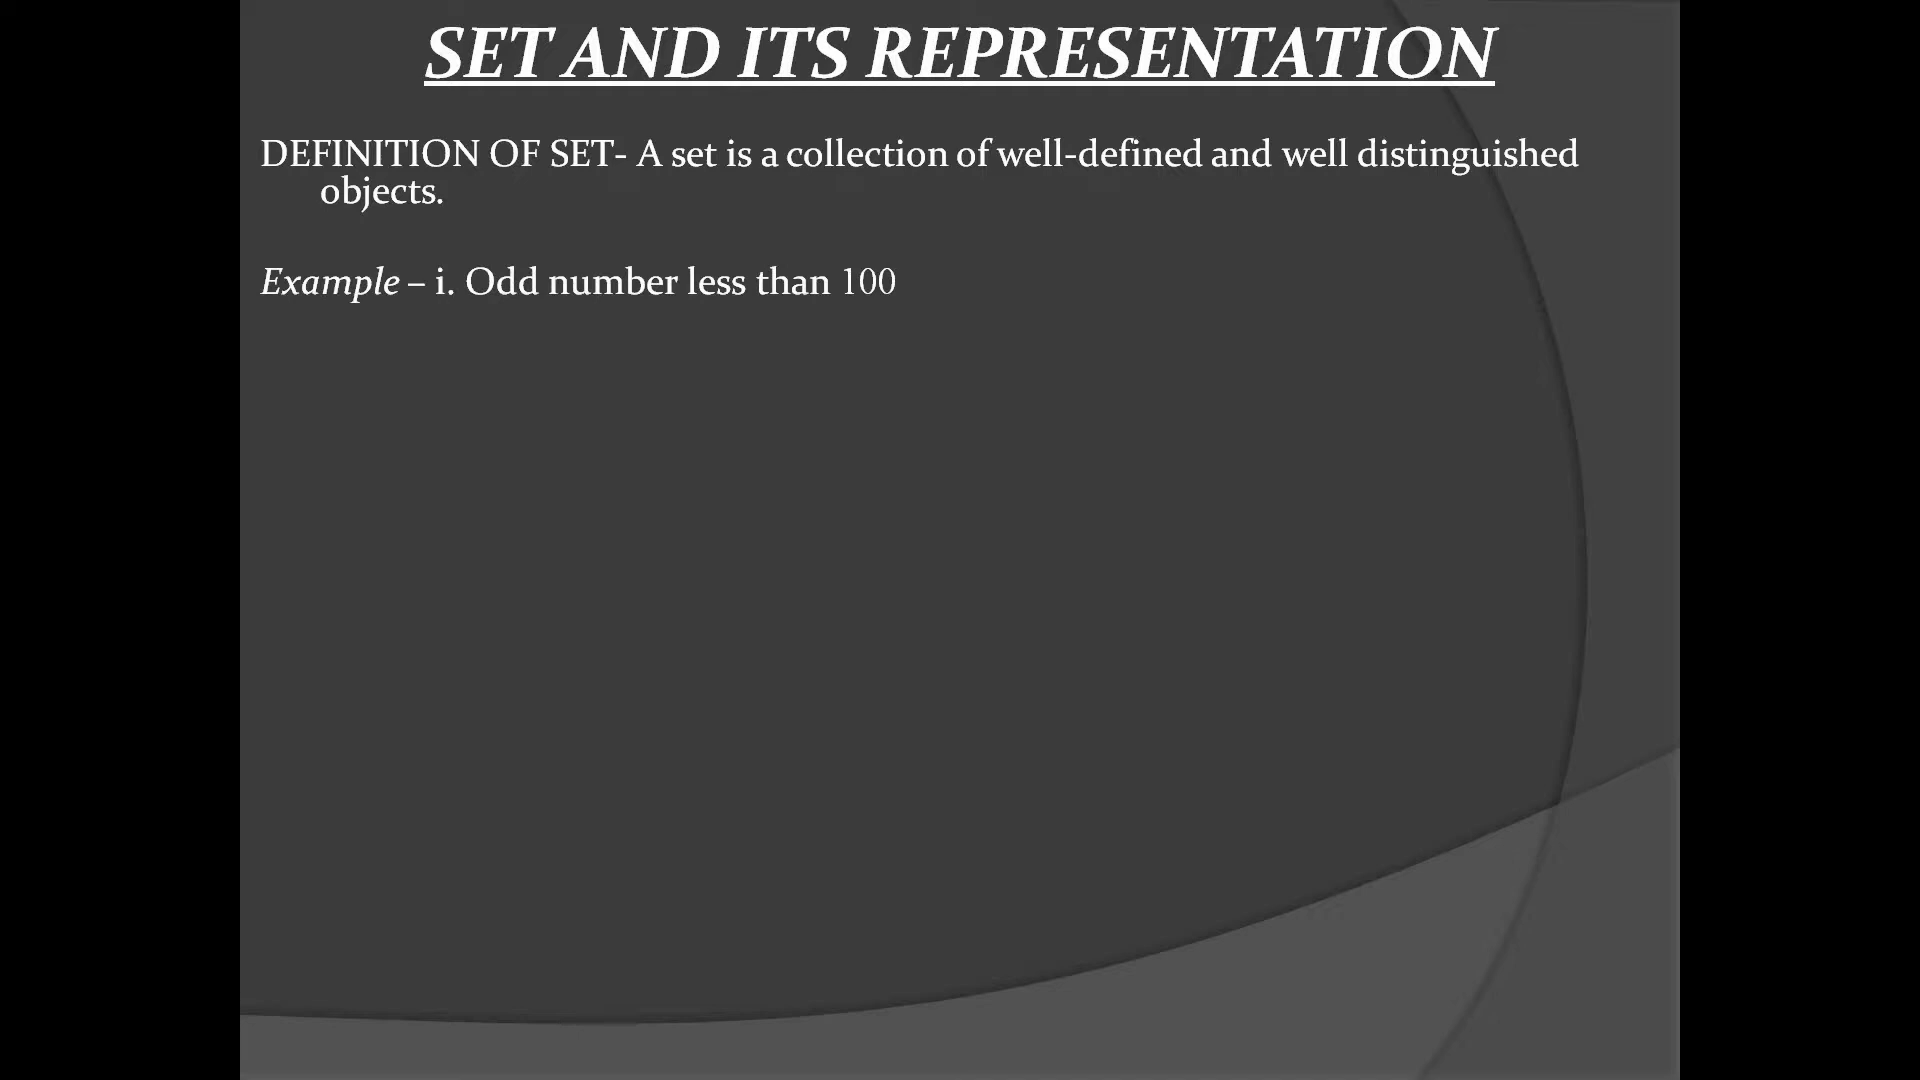 SET AND ITS REPRESENTATION
DEFINITION OF SET- A set is a collection of well-defined and well distinguished
objects.
Example – i. Odd number less than 100